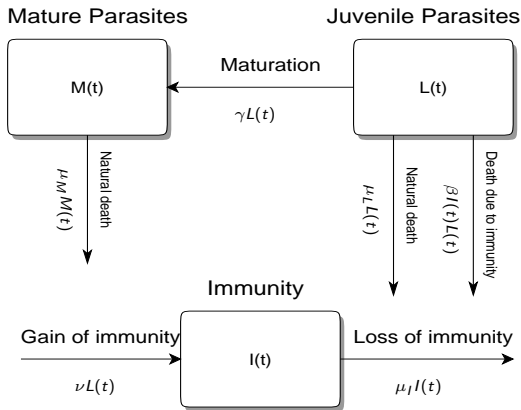 Mature Parasites
Juvenile Parasites
M(t)
Maturation
γL(t)
L(t)
Natural death
μ_M M(t)
μ_L L(t)
Natural death
βI(t)L(t)
Death due to immunity
Immunity
Gain of immunity
νL(t)
I(t)
Loss of immunity
μ_I I(t)